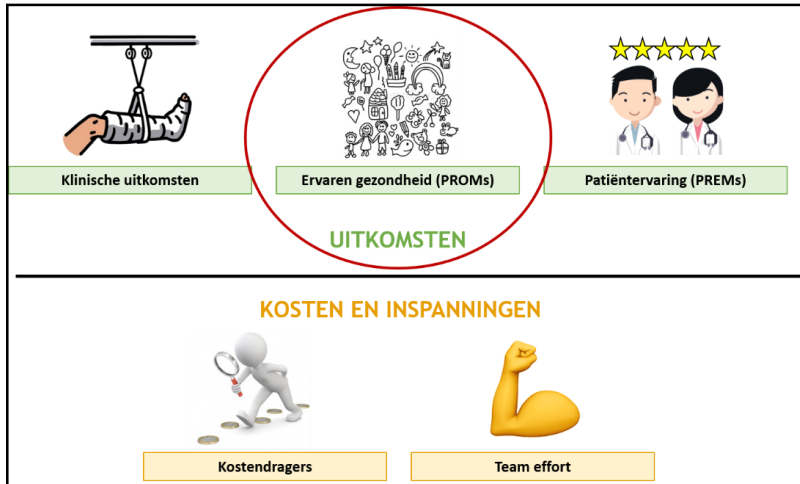 Klinische uitkomsten
Ervaren gezondheid (PROMs)
Patiëntervaring (PREMs)
UITKOMSTEN
KOSTEN EN INSPANNINGEN
Kostendragers
Team effort